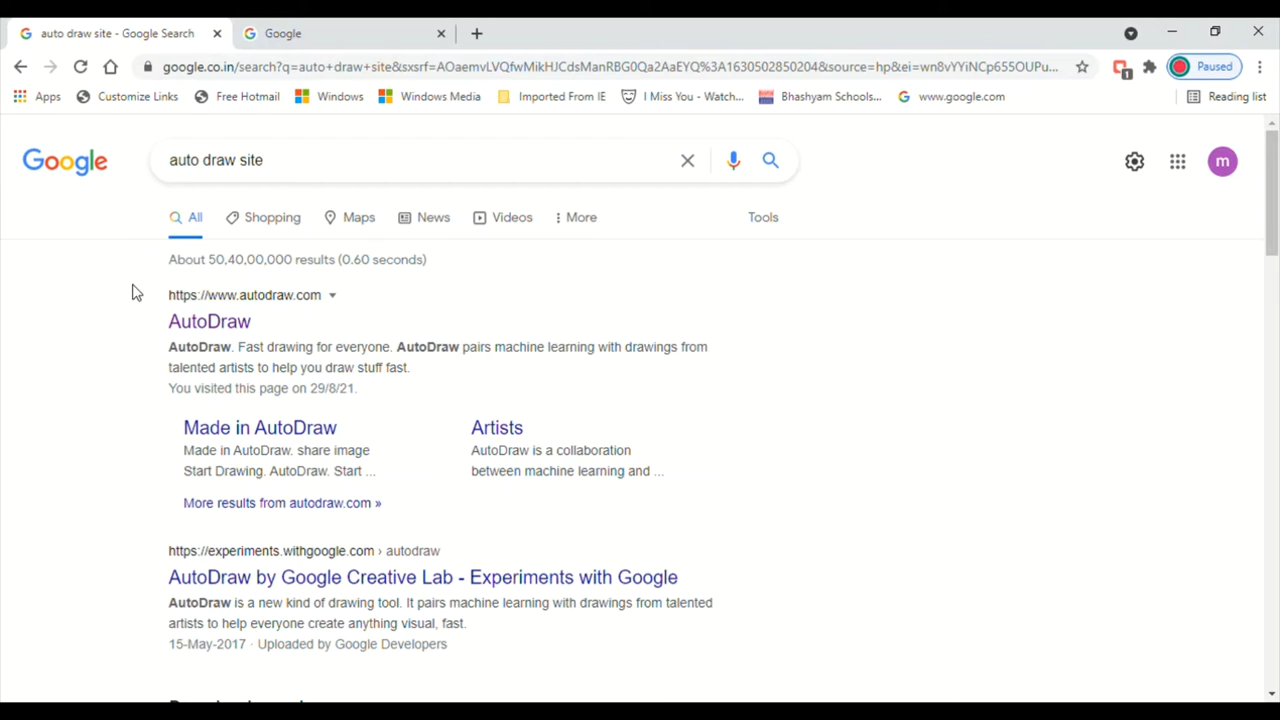 auto draw site - Google Search
Google
google.co.in/search?q=auto+draw+site&sxsrf=AOaemvLVQfwMikHJCdsManRBG0Qa2AaEYQ%3A1630502850204&source=hp&ei=wn8vYYiNCp655OUPu...
1
Paused
Apps
Customize Links
Free Hotmail
Windows
Windows Media
Imported From IE
I Miss You - Watch...
Bhashyam Schools...
www.google.com
Reading list
Google
auto draw site
m
All
Shopping
Maps
News
Videos
More
Tools
About 50,40,00,000 results (0.60 seconds)
https://www.autodraw.com
AutoDraw
AutoDraw. Fast drawing for everyone. AutoDraw pairs machine learning with drawings from
talented artists to help you draw stuff fast.
You visited this page on 29/8/21.
Made in AutoDraw
Made in AutoDraw. share image
Start Drawing. AutoDraw. Start ...
Artists
AutoDraw is a collaboration
between machine learning and ...
More results from autodraw.com »
https://experiments.withgoogle.com › autodraw
AutoDraw by Google Creative Lab - Experiments with Google
AutoDraw is a new kind of drawing tool. It pairs machine learning with drawings from talented
artists to help everyone create anything visual, fast.
15-May-2017 · Uploaded by Google Developers